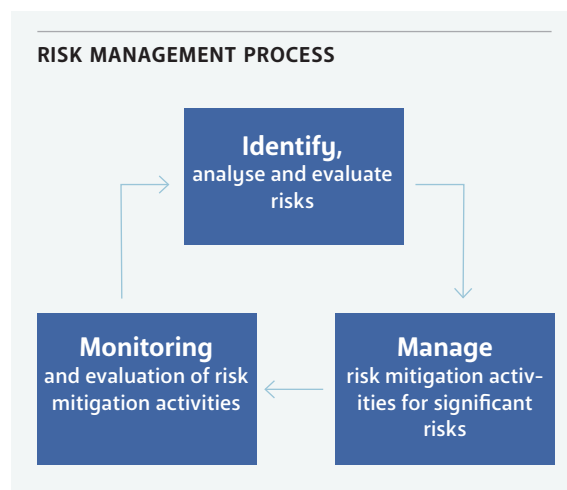 RISK MANAGEMENT PROCESS
Identify,
analyse and evaluate
risks
Monitoring
and evaluation of risk
mitigation activities
Manage
risk mitigation activ-
ities for significant
risks